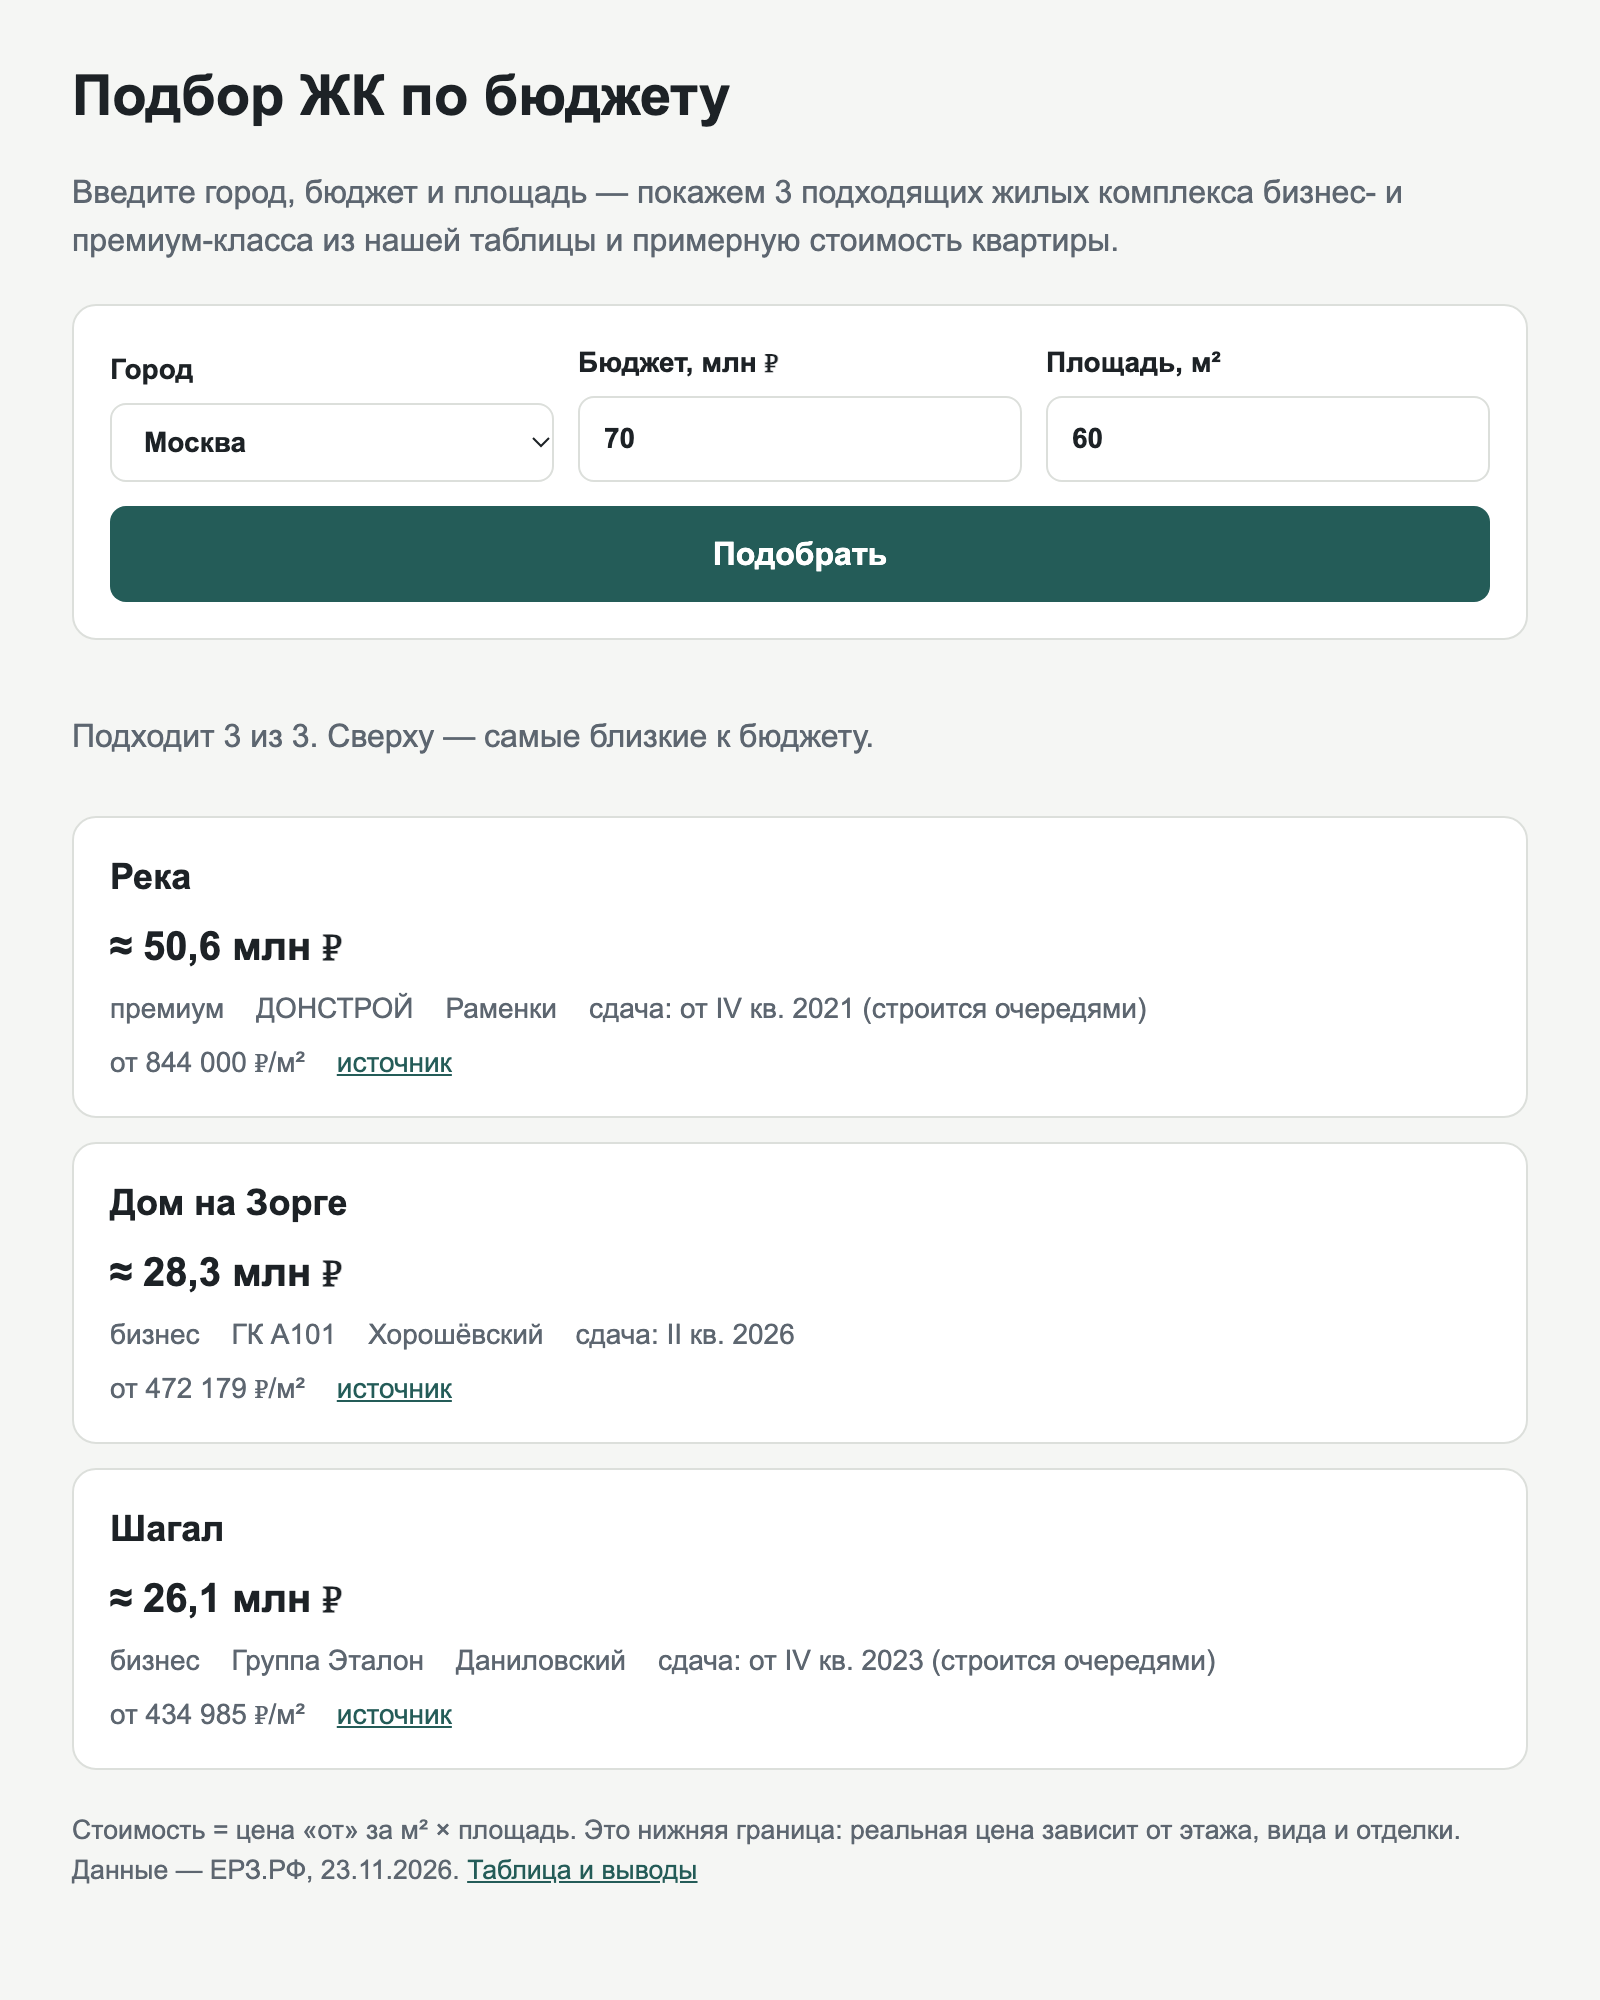 Подбор ЖК по бюджету
Введите город, бюджет и площадь — покажем 3 подходящих жилых комплекса бизнес- и
премиум-класса из нашей таблицы и примерную стоимость квартиры.
Город
Бюджет, млн ₽
Площадь, м²
Москва
70
60
Подобрать
Подходит 3 из 3. Сверху — самые близкие к бюджету.
Река
≈ 50,6 млн ₽
премиум ДОНСТРОЙ Раменки сдача: от IV кв. 2021 (строится очередями)
от 844 000 ₽/м² источник
Дом на Зорге
≈ 28,3 млн ₽
бизнес ГК А101 Хорошёвский сдача: II кв. 2026
от 472 179 ₽/м² источник
Шагал
≈ 26,1 млн ₽
бизнес Группа Эталон Даниловский сдача: от IV кв. 2023 (строится очередями)
от 434 985 ₽/м² источник
Стоимость = цена «от» за м² × площадь. Это нижняя граница: реальная цена зависит от этажа, вида и отделки.
Данные — ЕРЗ.РФ, 23.11.2026. Таблица и выводы